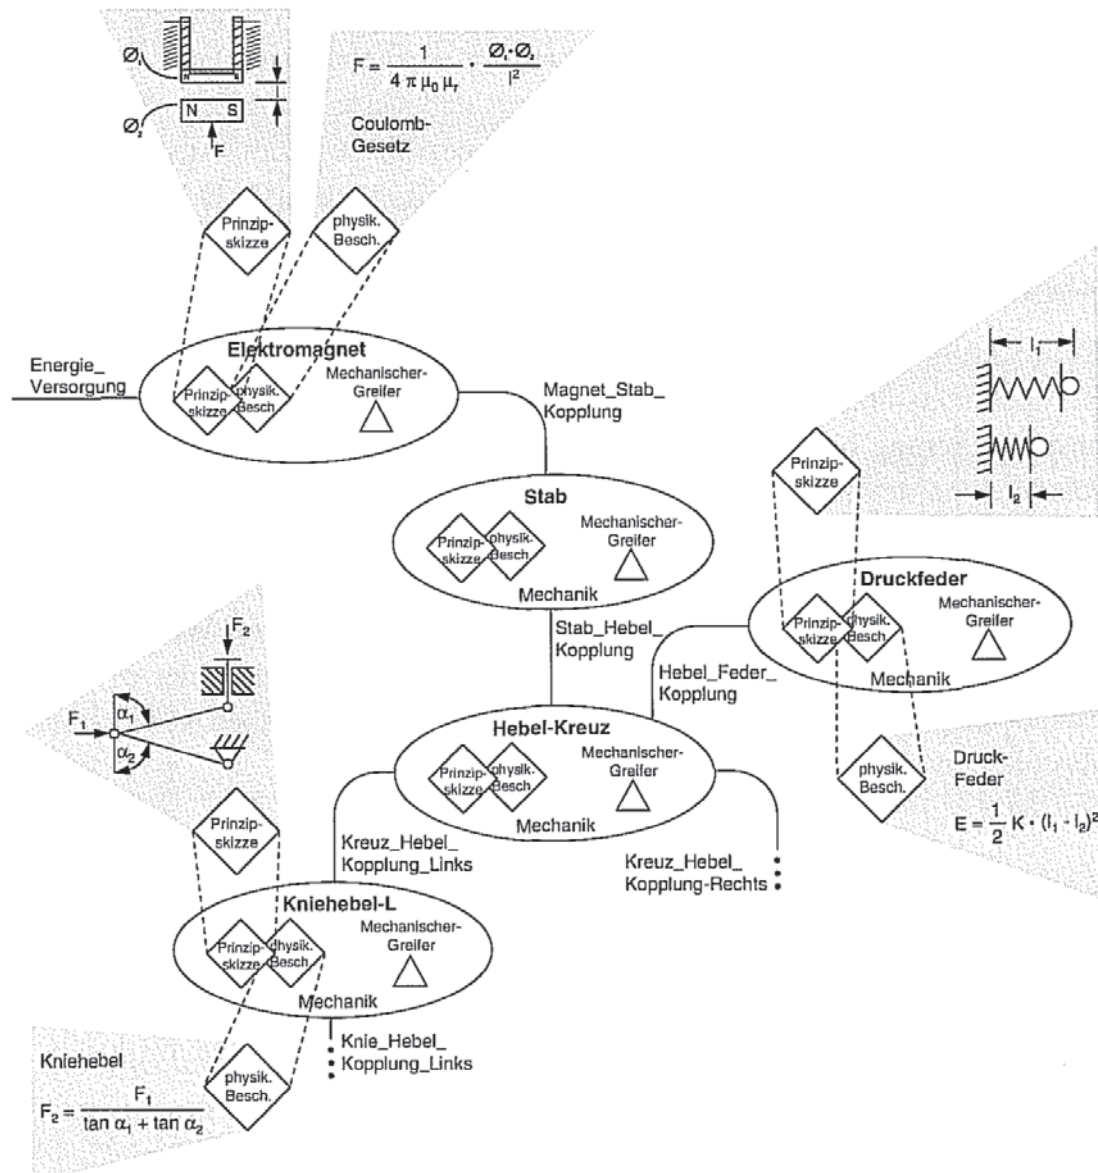 Ø₁
N S
Ø₂
N S
l
F
F = 1 / (4 π μ₀ μᵣ) · (Ø₁·Ø₂) / l²
Coulomb-
Gesetz
Prinzip-
skizze
physik.
Besch.
Energie_
Versorgung
Elektromagnet
Prinzip-
skizze
physik.
Besch.
Mechanischer-
Greifer
Magnet_Stab_
Kopplung
l₁
l₂
Prinzip-
skizze
Stab
Prinzip-
skizze
physik.
Besch.
Mechanischer-
Greifer
Mechanik
Druckfeder
Prinzip-
skizze
physik.
Besch.
Mechanischer-
Greifer
Mechanik
Stab_Hebel_
Kopplung
Hebel_Feder_
Kopplung
F₂
F₁
α₁
α₂
Hebel-Kreuz
Prinzip-
skizze
physik.
Besch.
Mechanischer-
Greifer
Mechanik
physik.
Besch.
Druck-
Feder
E = 1/2 K · (l₁ - l₂)²
Prinzip-
skizze
Kreuz_Hebel_
Kopplung_Links
Kreuz_Hebel_
Kopplung-Rechts
Kniehebel-L
Prinzip-
skizze
physik.
Besch.
Mechanischer-
Greifer
Mechanik
Knie_Hebel_
Kopplung_Links
Kniehebel
physik.
Besch.
F₂ = F₁ / (tan α₁ + tan α₂)